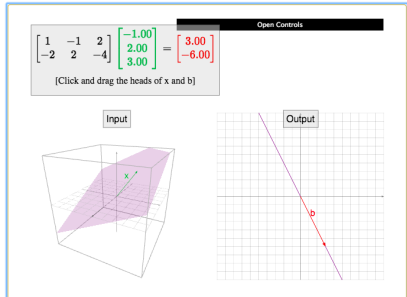 Open Controls
1 -1 2 -1.00 3.00
-2 2 -4 2.00 = -6.00
3.00
[Click and drag the heads of x and b]
Input
Output
x
b